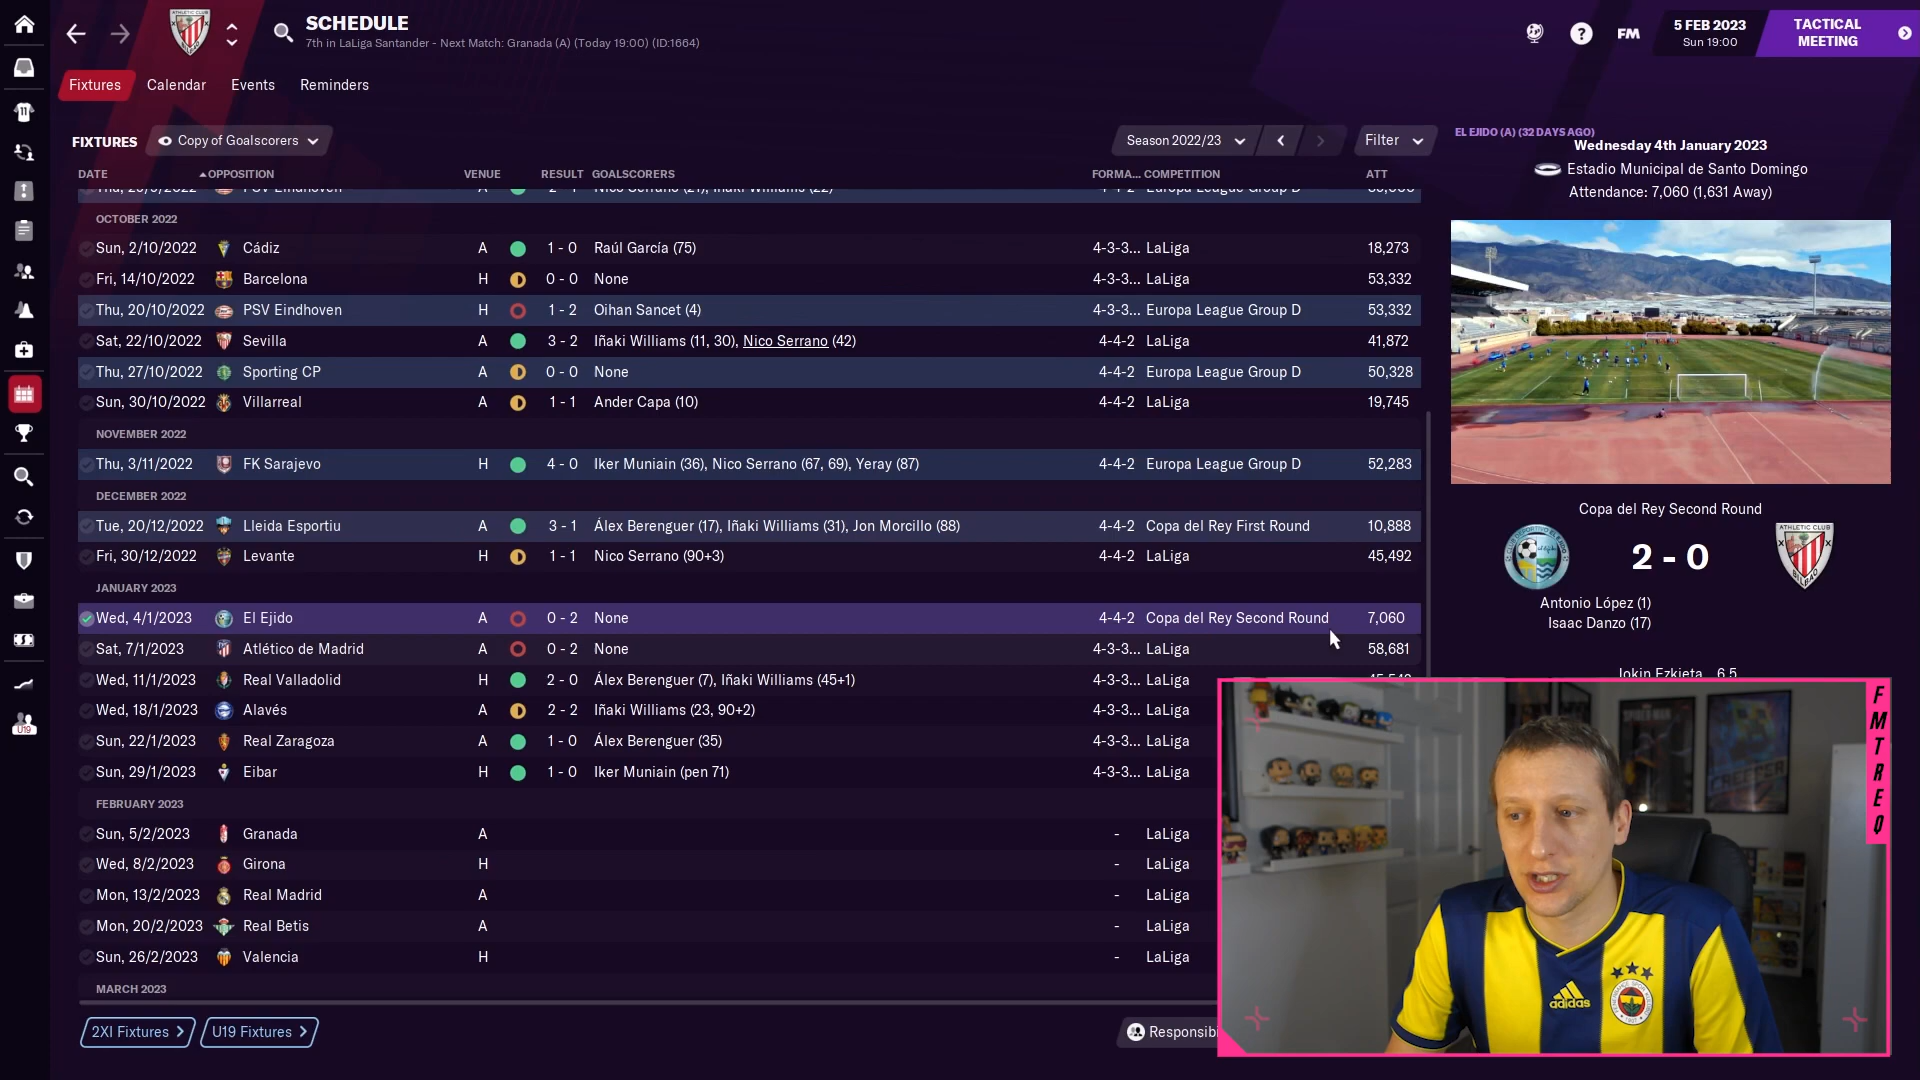 SCHEDULE
7th in LaLiga Santander - Next Match: Granada (A) (Today 19:00) (ID:1664)
FM
5 FEB 2023
Sun 19:00
TACTICAL
MEETING
Fixtures Calendar Events Reminders
FIXTURES Copy of Goalscorers Season 2022/23 Filter
DATE OPPOSITION VENUE RESULT GOALSCORERS FORMA... COMPETITION ATT
OCTOBER 2022
Sun, 2/10/2022 Cádiz A 1 - 0 Raúl García (75) 4-3-3... LaLiga 18,273
Fri, 14/10/2022 Barcelona H 0 - 0 None 4-3-3... LaLiga 53,332
Thu, 20/10/2022 PSV Eindhoven H 1 - 2 Oihan Sancet (4) 4-3-3... Europa League Group D 53,332
Sat, 22/10/2022 Sevilla A 3 - 2 Iñaki Williams (11, 30), Nico Serrano (42) 4-4-2 LaLiga 41,872
Thu, 27/10/2022 Sporting CP A 0 - 0 None 4-4-2 Europa League Group D 50,328
Sun, 30/10/2022 Villarreal A 1 - 1 Ander Capa (10) 4-4-2 LaLiga 19,745
NOVEMBER 2022
Thu, 3/11/2022 FK Sarajevo H 4 - 0 Iker Muniain (36), Nico Serrano (67, 69), Yeray (87) 4-4-2 Europa League Group D 52,283
DECEMBER 2022
Tue, 20/12/2022 Lleida Esportiu A 3 - 1 Álex Berenguer (17), Iñaki Williams (31), Jon Morcillo (88) 4-4-2 Copa del Rey First Round 10,888
Fri, 30/12/2022 Levante H 1 - 1 Nico Serrano (90+3) 4-4-2 LaLiga 45,492
JANUARY 2023
Wed, 4/1/2023 El Ejido A 0 - 2 None 4-4-2 Copa del Rey Second Round 7,060
Sat, 7/1/2023 Atlético de Madrid A 0 - 2 None 4-3-3... LaLiga 58,681
Wed, 11/1/2023 Real Valladolid H 2 - 0 Álex Berenguer (7), Iñaki Williams (45+1) 4-3-3... LaLiga
Wed, 18/1/2023 Alavés A 2 - 2 Iñaki Williams (23, 90+2) 4-3-3... LaLiga
Sun, 22/1/2023 Real Zaragoza A 1 - 0 Álex Berenguer (35) 4-3-3... LaLiga
Sun, 29/1/2023 Eibar H 1 - 0 Iker Muniain (pen 71) 4-3-3... LaLiga
FEBRUARY 2023
Sun, 5/2/2023 Granada A - LaLiga
Wed, 8/2/2023 Girona H - LaLiga
Mon, 13/2/2023 Real Madrid A - LaLiga
Mon, 20/2/2023 Real Betis A - LaLiga
Sun, 26/2/2023 Valencia H - LaLiga
MARCH 2023
2XI Fixtures U19 Fixtures Responsibi
U19
EL EJIDO (A) (32 DAYS AGO)
Wednesday 4th January 2023
Estadio Municipal de Santo Domingo
Attendance: 7,060 (1,631 Away)
Copa del Rey Second Round
ATHLETIC CLUB
BILBAO
2 - 0
Antonio López (1)
Isaac Danzo (17)
Jokin Ezkieta 6.5
FMTREQ
adidas